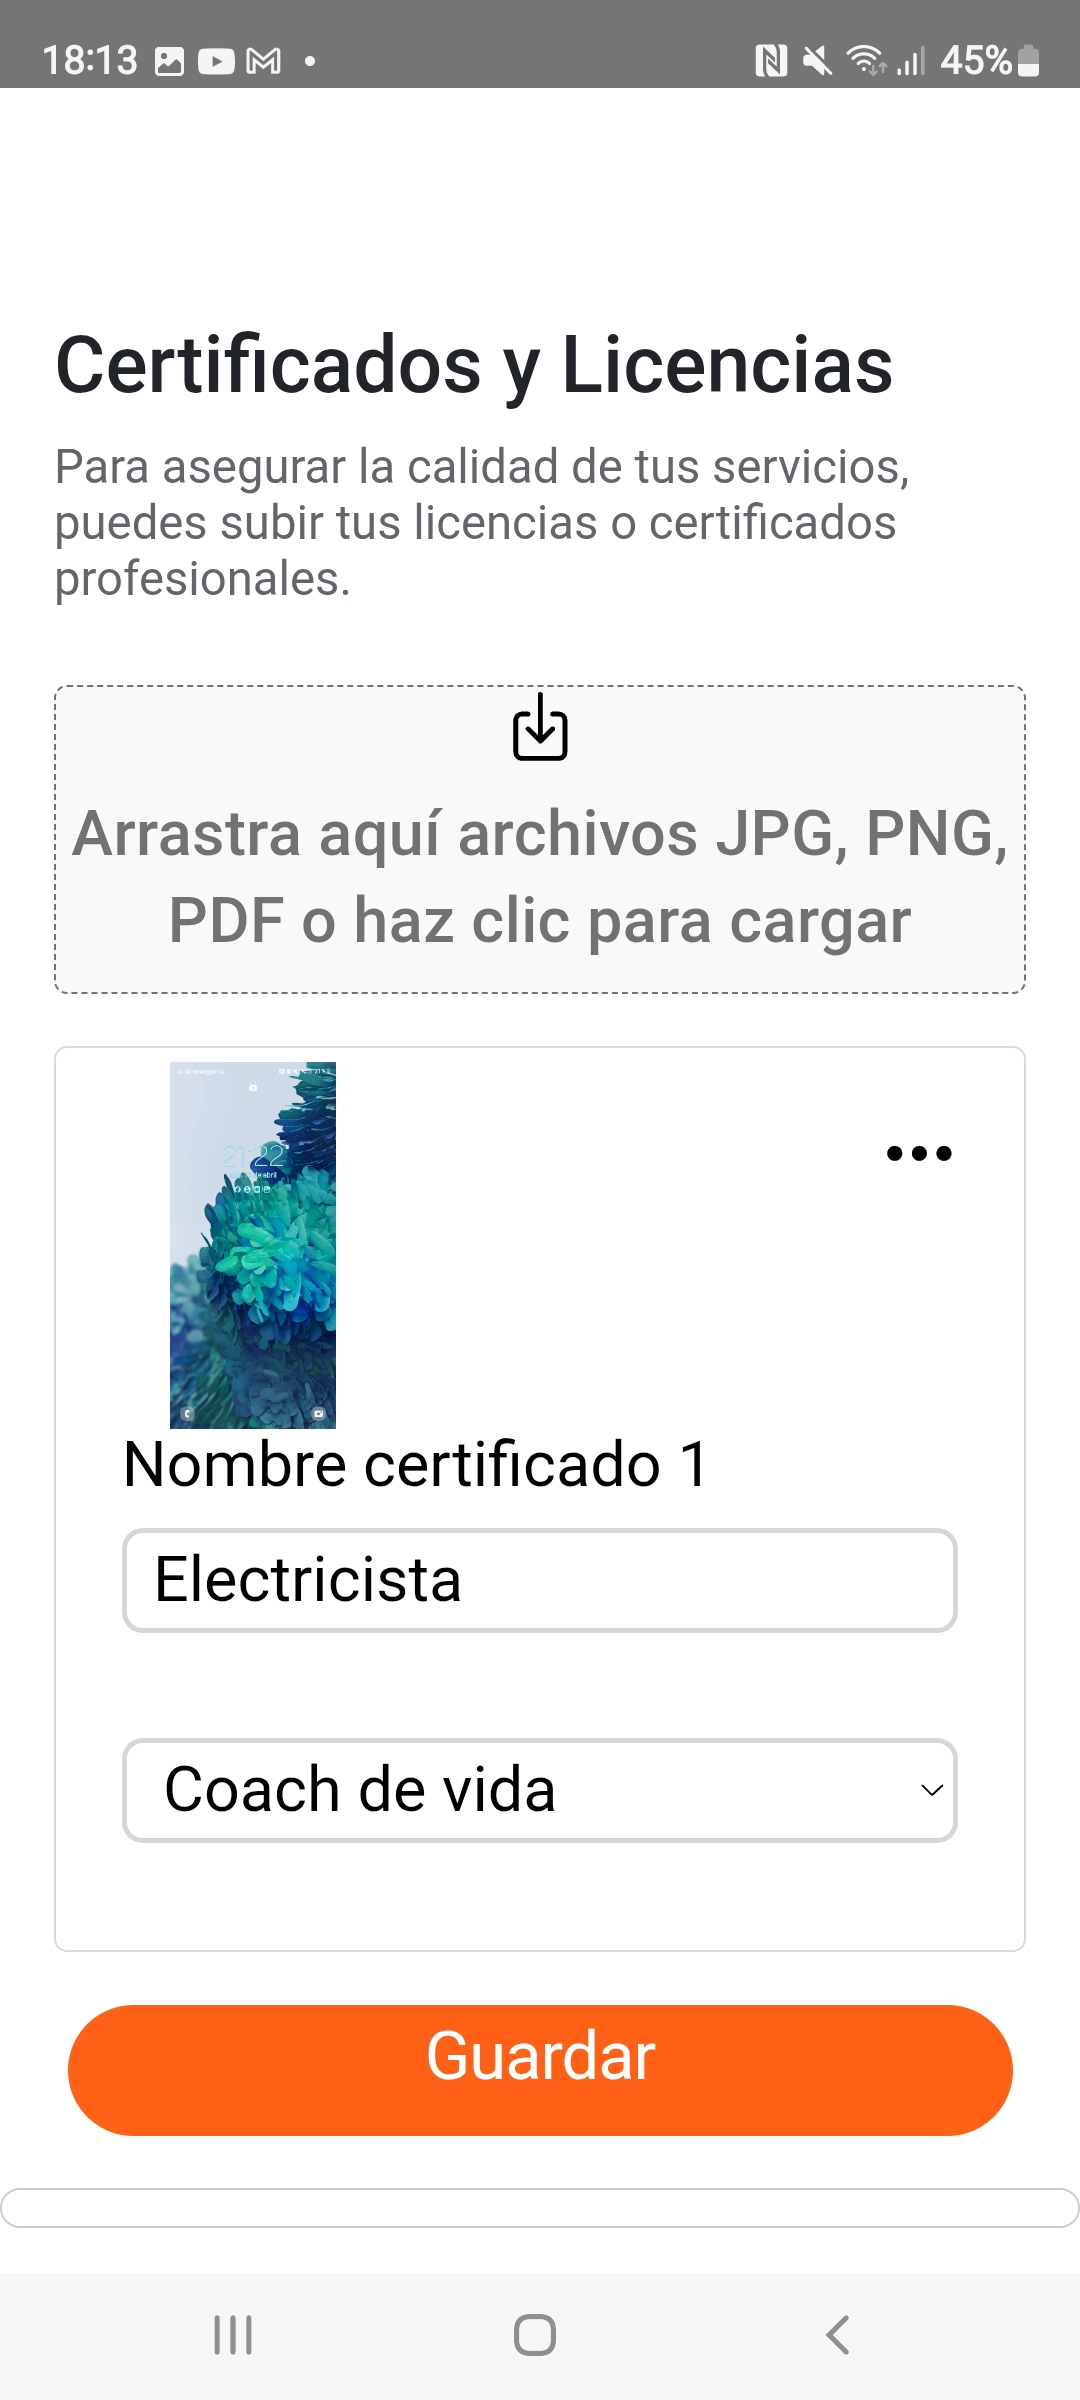 18:13
45%
Certificados y Licencias
Para asegurar la calidad de tus servicios,
puedes subir tus licencias o certificados
profesionales.
Arrastra aquí archivos JPG, PNG,
PDF o haz clic para cargar
21:22
Nombre certificado 1
Electricista
Coach de vida
Guardar